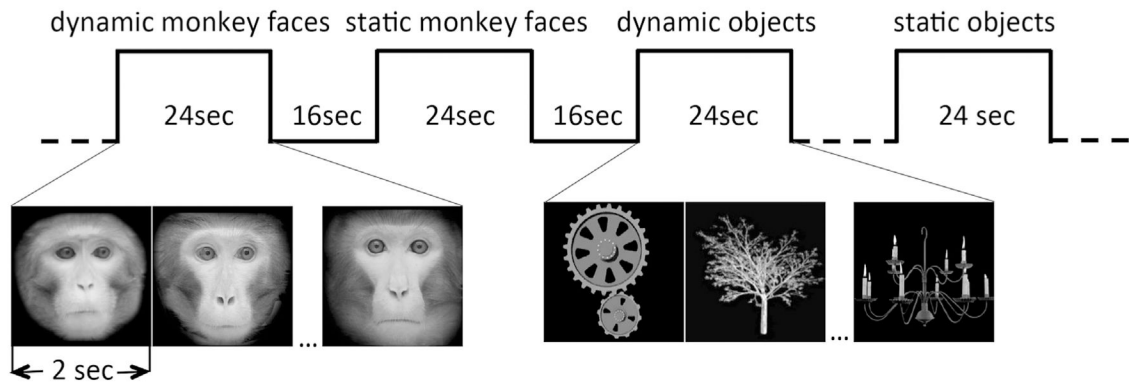 dynamic monkey faces static monkey faces dynamic objects static objects
24sec 16sec 24sec 16sec 24sec 24 sec
... ...
2 sec